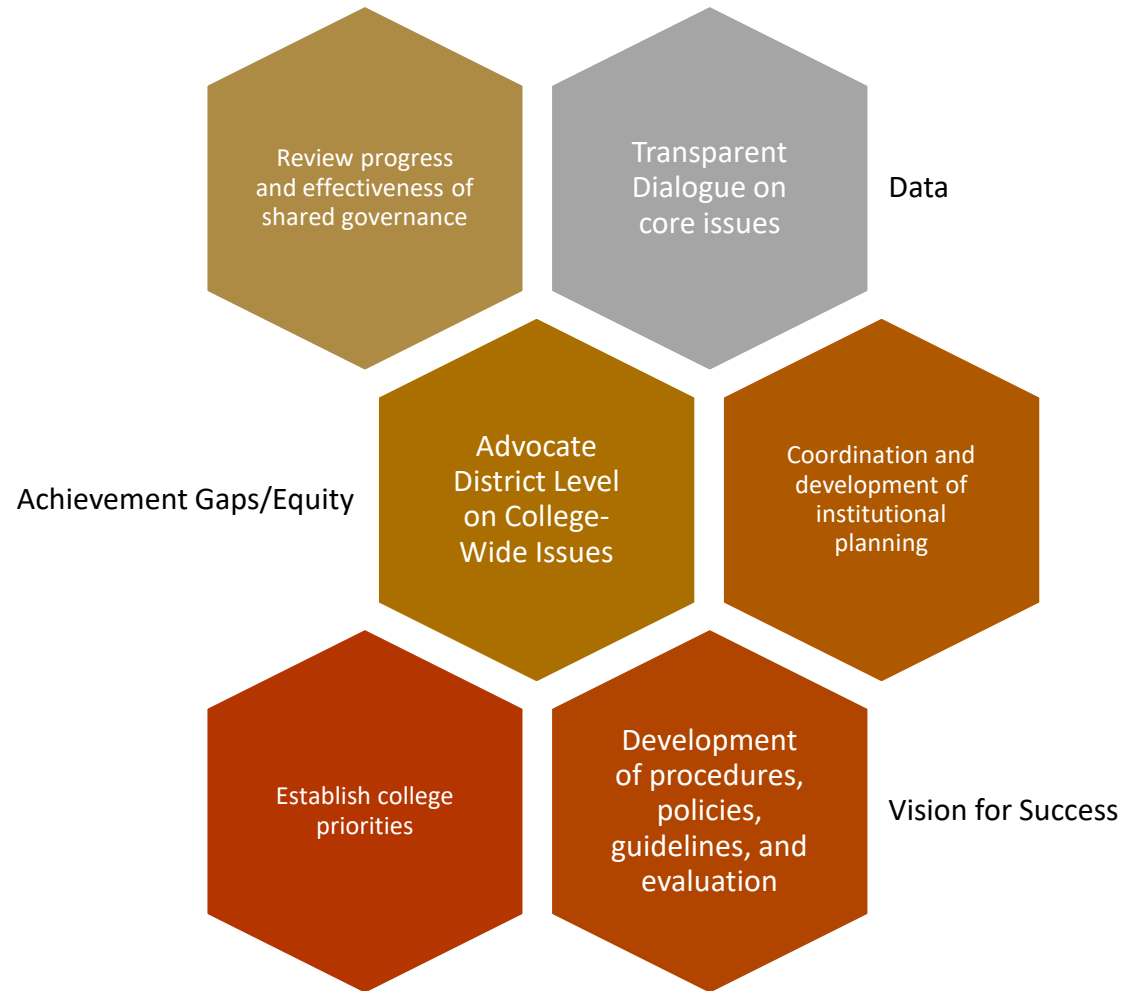 Review progress
and effectiveness of
shared governance
Transparent
Dialogue on
core issues
Data
Achievement Gaps/Equity
Advocate
District Level
on College-
Wide Issues
Coordination and
development of
institutional
planning
Establish college
priorities
Development
of procedures,
policies,
guidelines, and
evaluation
Vision for Success